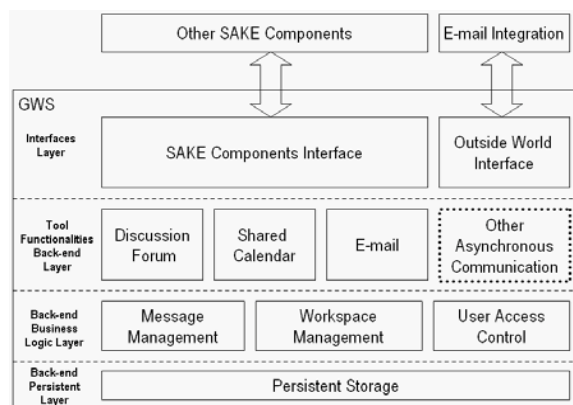 Other SAKE Components
E-mail Integration
GWS
Interfaces
Layer
SAKE Components Interface
Outside World
Interface
Tool
Functionalities
Back-end
Layer
Discussion
Forum
Shared
Calendar
E-mail
Other
Asynchronous
Communication
Back-end
Business
Logic Layer
Message
Management
Workspace
Management
User Access
Control
Back-end
Persistent
Layer
Persistent Storage